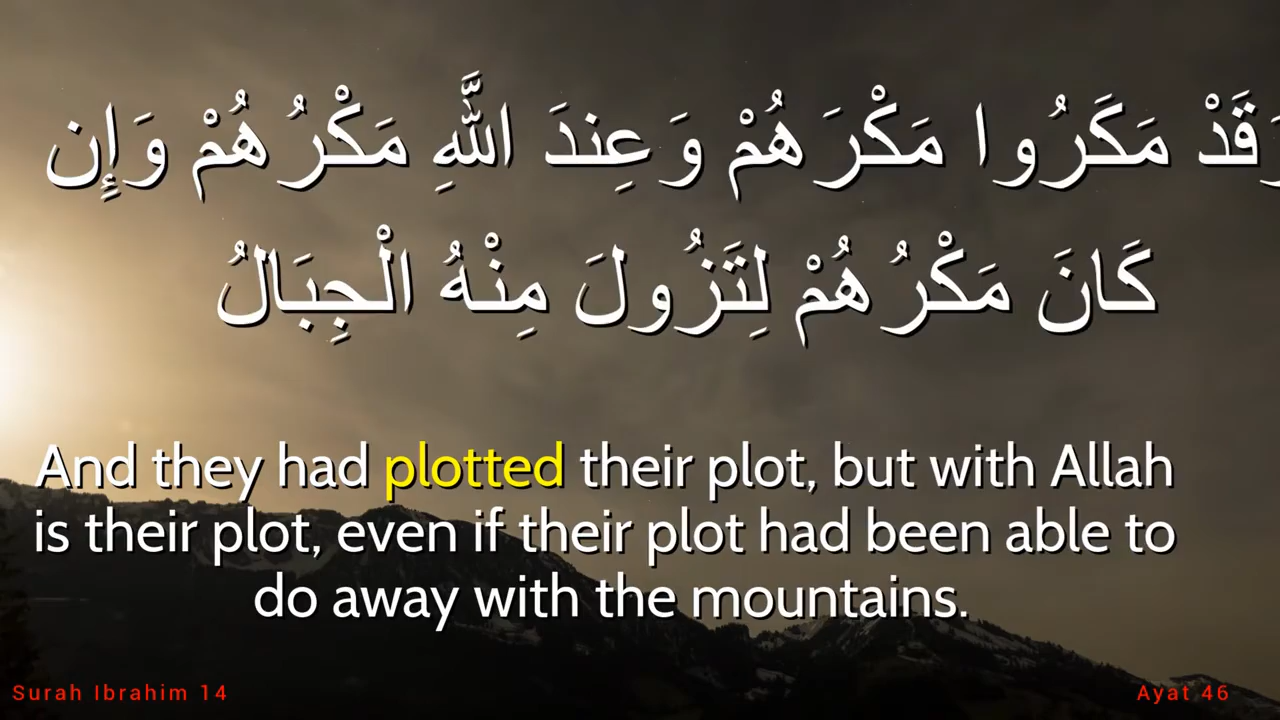 وَقَدْ مَكَرُوا مَكْرَهُمْ وَعِندَ اللَّهِ مَكْرُهُمْ وَإِن
كَانَ مَكْرُهُمْ لِتَزُولَ مِنْهُ الْجِبَالُ
And they had plotted their plot, but with Allah
is their plot, even if their plot had been able to
do away with the mountains.
Surah Ibrahim 14
Ayat 46